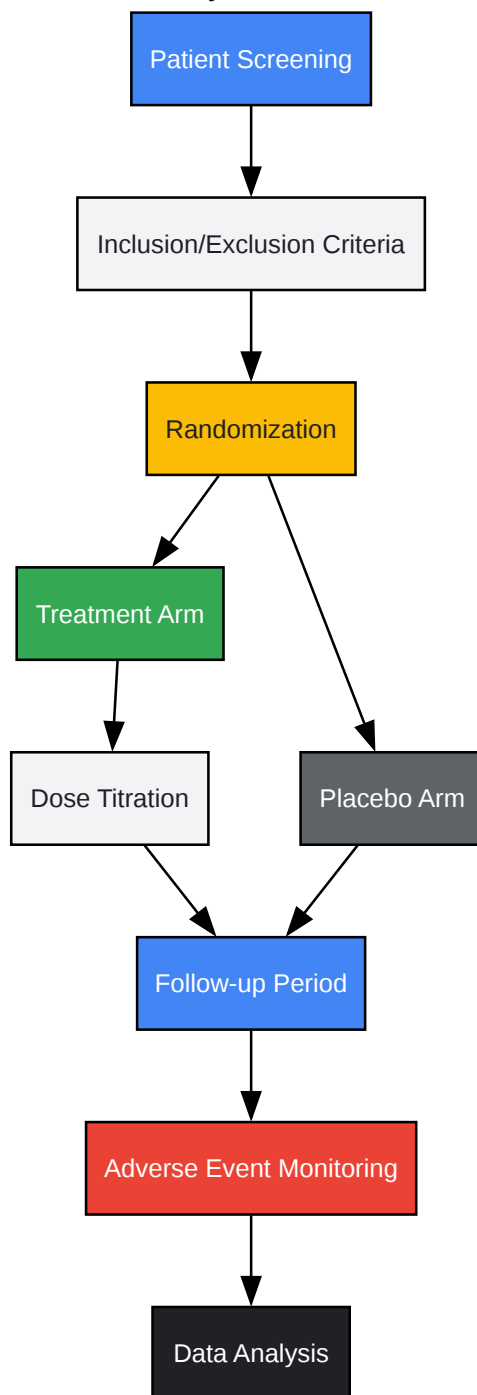 Patient Screening
Inclusion/Exclusion Criteria
Randomization
Treatment Arm
Dose Titration
Placebo Arm
Follow-up Period
Adverse Event Monitoring
Data Analysis